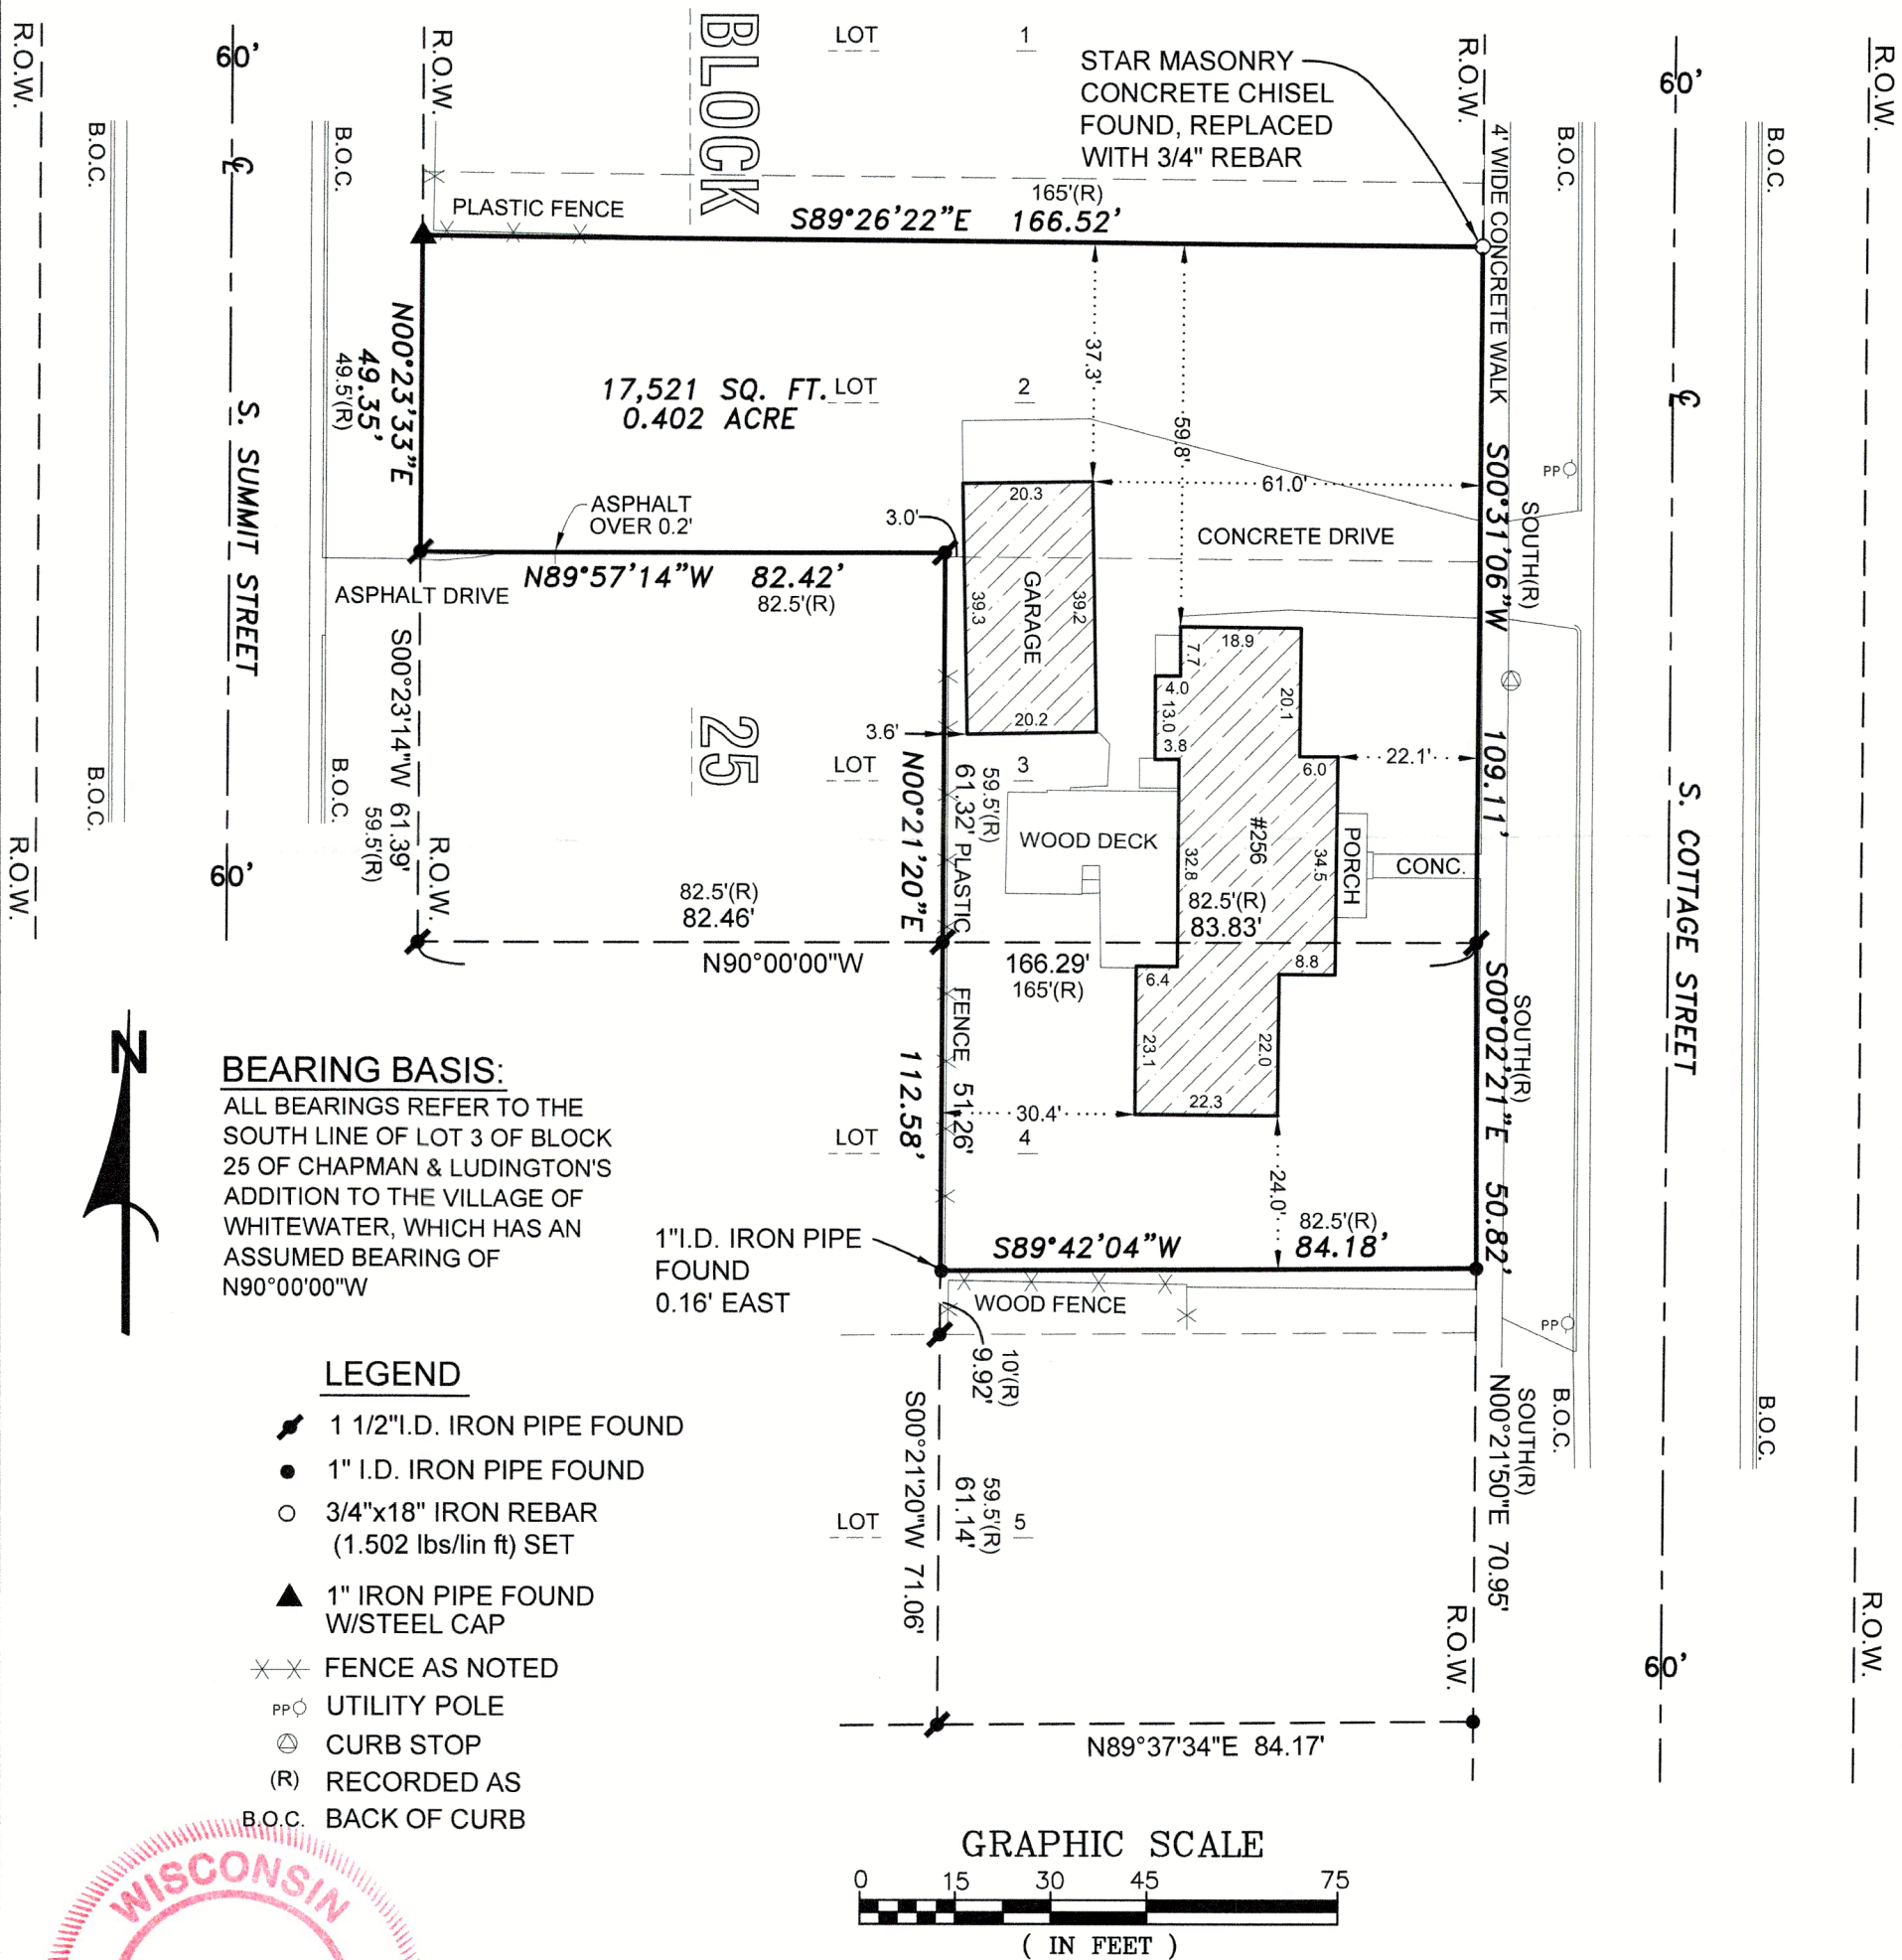 R.O.W.
60'
R.O.W.
BLOCK
LOT 1
R.O.W.
60'
R.O.W.
STAR MASONRY
CONCRETE CHISEL
FOUND, REPLACED
WITH 3/4" REBAR
B.O.C.
B.O.C.
4' WIDE CONCRETE WALK
B.O.C.
B.O.C.
165'(R)
PLASTIC FENCE
S89°26'22"E 166.52'
N00°23'33"E
49.35'
49.5'(R)
37.3'
59.8'
17,521 SQ. FT.
0.402 ACRE
LOT 2
S. SUMMIT STREET
S00°31'06"W 109.11'
SOUTH(R)
PP
20.3
61.0'
ASPHALT
OVER 0.2'
3.0'
CONCRETE DRIVE
N89°57'14"W 82.42'
82.5'(R)
ASPHALT DRIVE
39.3
GARAGE
39.2
18.9
7.7
4.0
13.0
3.8
20.1
20.2
3.6'
S00°23'14"W 61.39'
59.5'(R)
25
LOT 3
22.1'
6.0
B.O.C.
B.O.C.
N00°21'20"E 112.58'
59.5'(R)
61.32' PLASTIC
FENCE 51.26'
WOOD DECK
32.8
#256
34.5
PORCH
CONC.
S. COTTAGE STREET
R.O.W.
60'
R.O.W.
82.5'(R)
82.46'
82.5'(R)
83.83'
N90°00'00"W
166.29'
165'(R)
6.4
8.8
S00°02'21"E 50.82'
SOUTH(R)
N
23.1
22.0
22.3
30.4'
LOT 4
24.0'
BEARING BASIS:
ALL BEARINGS REFER TO THE
SOUTH LINE OF LOT 3 OF BLOCK
25 OF CHAPMAN & LUDINGTON'S
ADDITION TO THE VILLAGE OF
WHITEWATER, WHICH HAS AN
ASSUMED BEARING OF
N90°00'00"W
1"I.D. IRON PIPE
FOUND
0.16' EAST
82.5'(R)
S89°42'04"W 84.18'
WOOD FENCE
PP
10'(R)
9.92'
S00°21'20"W 71.06'
59.5'(R)
61.14'
LOT 5
N00°21'50"E 70.95'
SOUTH(R)
B.O.C.
B.O.C.
R.O.W.
60'
R.O.W.
N89°37'34"E 84.17'
LEGEND
1 1/2"I.D. IRON PIPE FOUND
1" I.D. IRON PIPE FOUND
3/4"x18" IRON REBAR
(1.502 lbs/lin ft) SET
1" IRON PIPE FOUND
W/STEEL CAP
FENCE AS NOTED
PP UTILITY POLE
CURB STOP
(R) RECORDED AS
B.O.C. BACK OF CURB
WISCONSIN
GRAPHIC SCALE
0 15 30 45 75
( IN FEET )